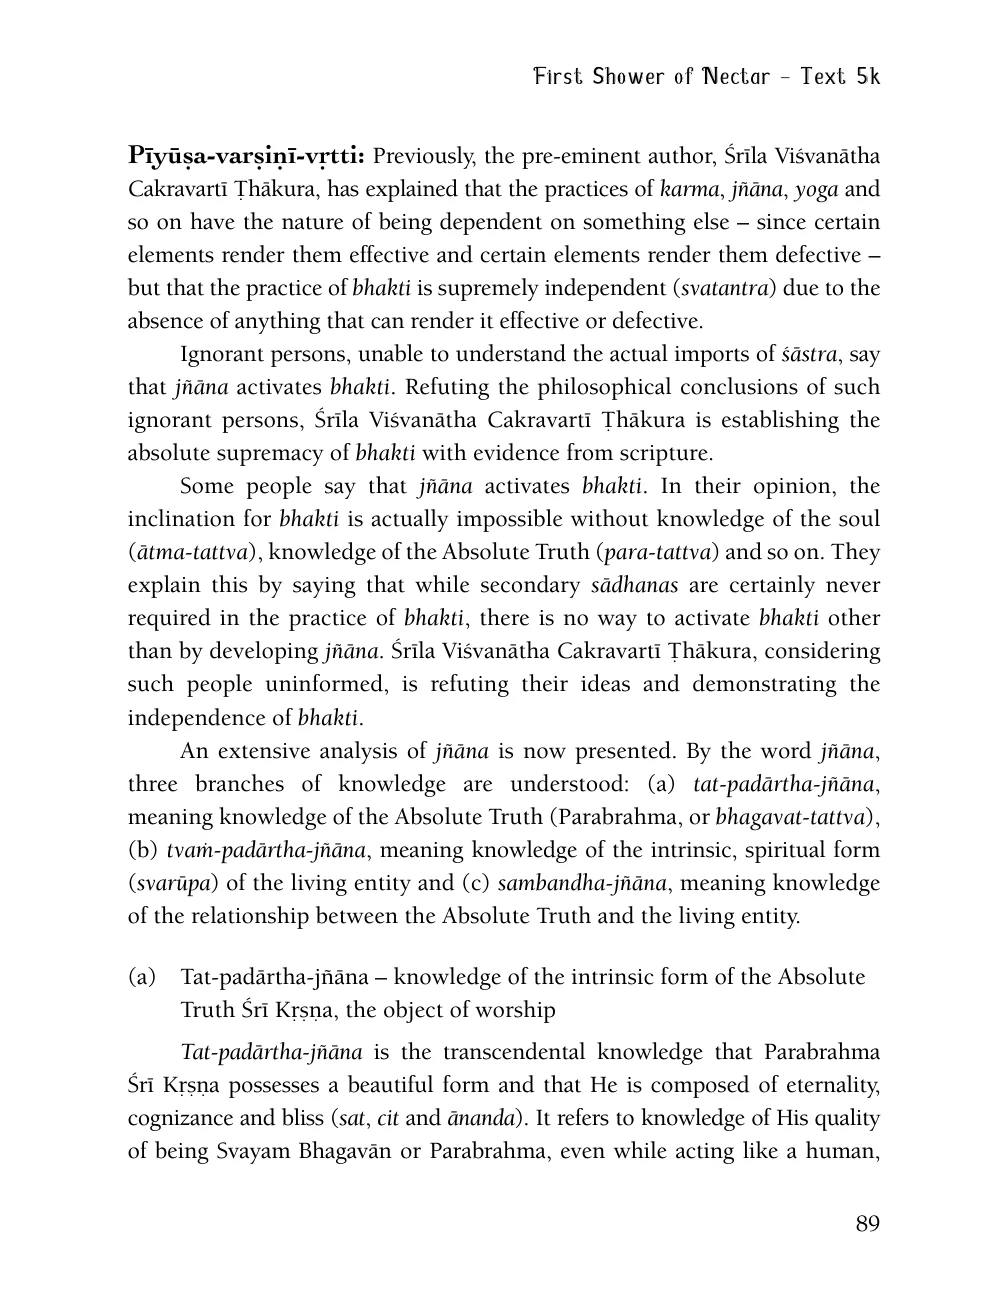 First Shower of Nectar – Text 5k
Pīyūṣa-varṣiṇī-vṛtti: Previously, the pre-eminent author, Śrīla Viśvanātha
Cakravartī Ṭhākura, has explained that the practices of karma, jñāna, yoga and
so on have the nature of being dependent on something else – since certain
elements render them effective and certain elements render them defective –
but that the practice of bhakti is supremely independent (svatantra) due to the
absence of anything that can render it effective or defective.
Ignorant persons, unable to understand the actual imports of śāstra, say
that jñāna activates bhakti. Refuting the philosophical conclusions of such
ignorant persons, Śrīla Viśvanātha Cakravartī Ṭhākura is establishing the
absolute supremacy of bhakti with evidence from scripture.
Some people say that jñāna activates bhakti. In their opinion, the
inclination for bhakti is actually impossible without knowledge of the soul
(ātma-tattva), knowledge of the Absolute Truth (para-tattva) and so on. They
explain this by saying that while secondary sādhanas are certainly never
required in the practice of bhakti, there is no way to activate bhakti other
than by developing jñāna. Śrīla Viśvanātha Cakravartī Ṭhākura, considering
such people uninformed, is refuting their ideas and demonstrating the
independence of bhakti.
An extensive analysis of jñāna is now presented. By the word jñāna,
three branches of knowledge are understood: (a) tat-padārtha-jñāna,
meaning knowledge of the Absolute Truth (Parabrahma, or bhagavat-tattva),
(b) tvaṁ-padārtha-jñāna, meaning knowledge of the intrinsic, spiritual form
(svarūpa) of the living entity and (c) sambandha-jñāna, meaning knowledge
of the relationship between the Absolute Truth and the living entity.
(a) Tat-padārtha-jñāna – knowledge of the intrinsic form of the Absolute
Truth Śrī Kṛṣṇa, the object of worship
Tat-padārtha-jñāna is the transcendental knowledge that Parabrahma
Śrī Kṛṣṇa possesses a beautiful form and that He is composed of eternality,
cognizance and bliss (sat, cit and ānanda). It refers to knowledge of His quality
of being Svayam Bhagavān or Parabrahma, even while acting like a human,
89